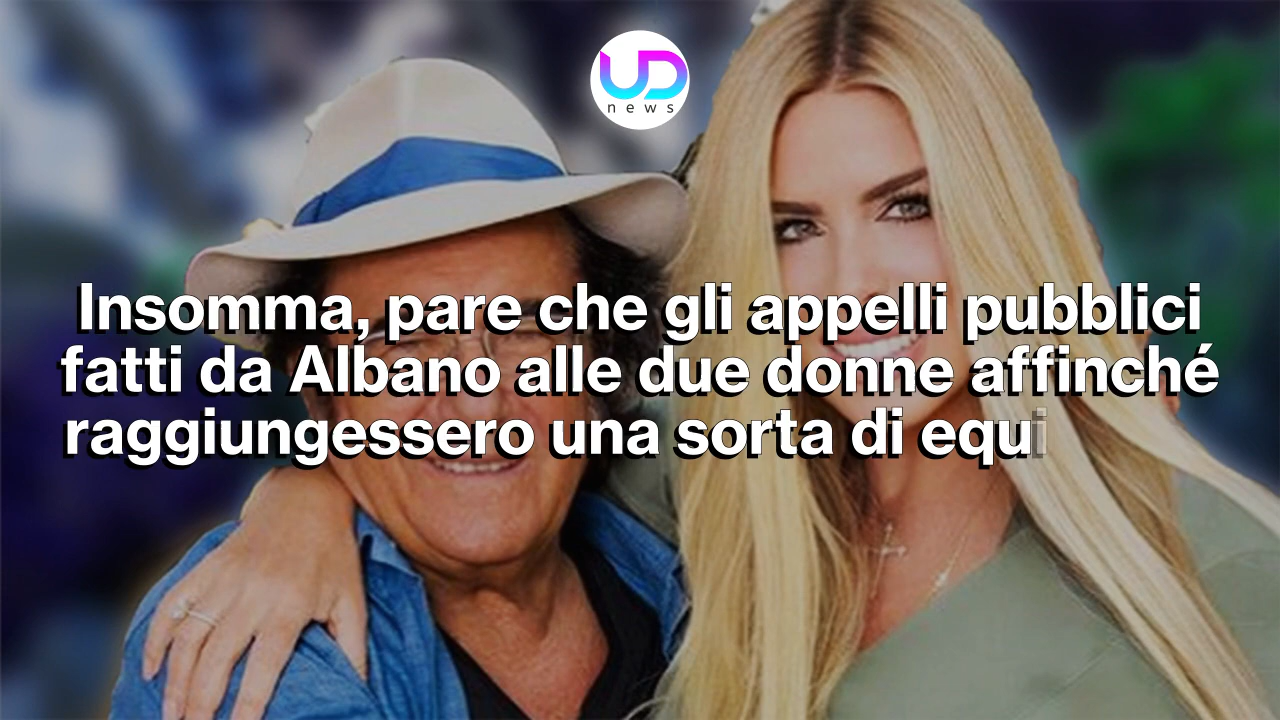 UD
news
Insomma, pare che gli appelli pubblici
fatti da Albano alle due donne affinché
raggiungessero una sorta di equi